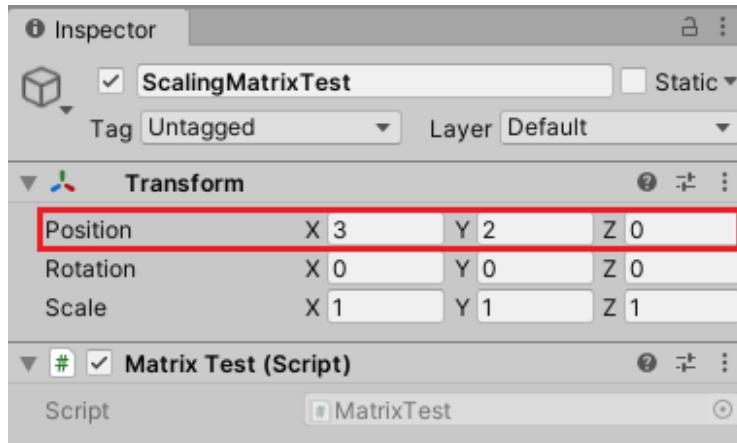 Inspector
ScalingMatrixTest Static
Tag Untagged Layer Default
Transform
Position X 3 Y 2 Z 0
Rotation X 0 Y 0 Z 0
Scale X 1 Y 1 Z 1
# Matrix Test (Script)
Script # MatrixTest